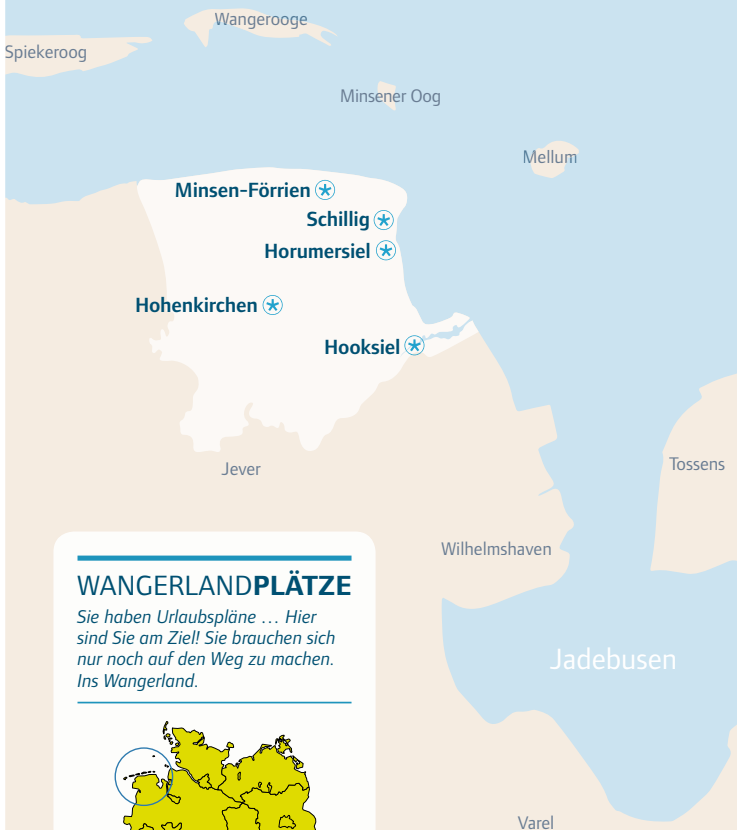 Wangerooge
Spiekeroog
Minsener Oog
Mellum
Minsen-Förrien
Schillig
Horumersiel
Hohenkirchen
Hooksiel
Jever
Tossens
Wilhelmshaven
WANGERLANDPLÄTZE
Sie haben Urlaubspläne … Hier
sind Sie am Ziel! Sie brauchen sich
nur noch auf den Weg zu machen.
Ins Wangerland.
Jadebusen
Varel